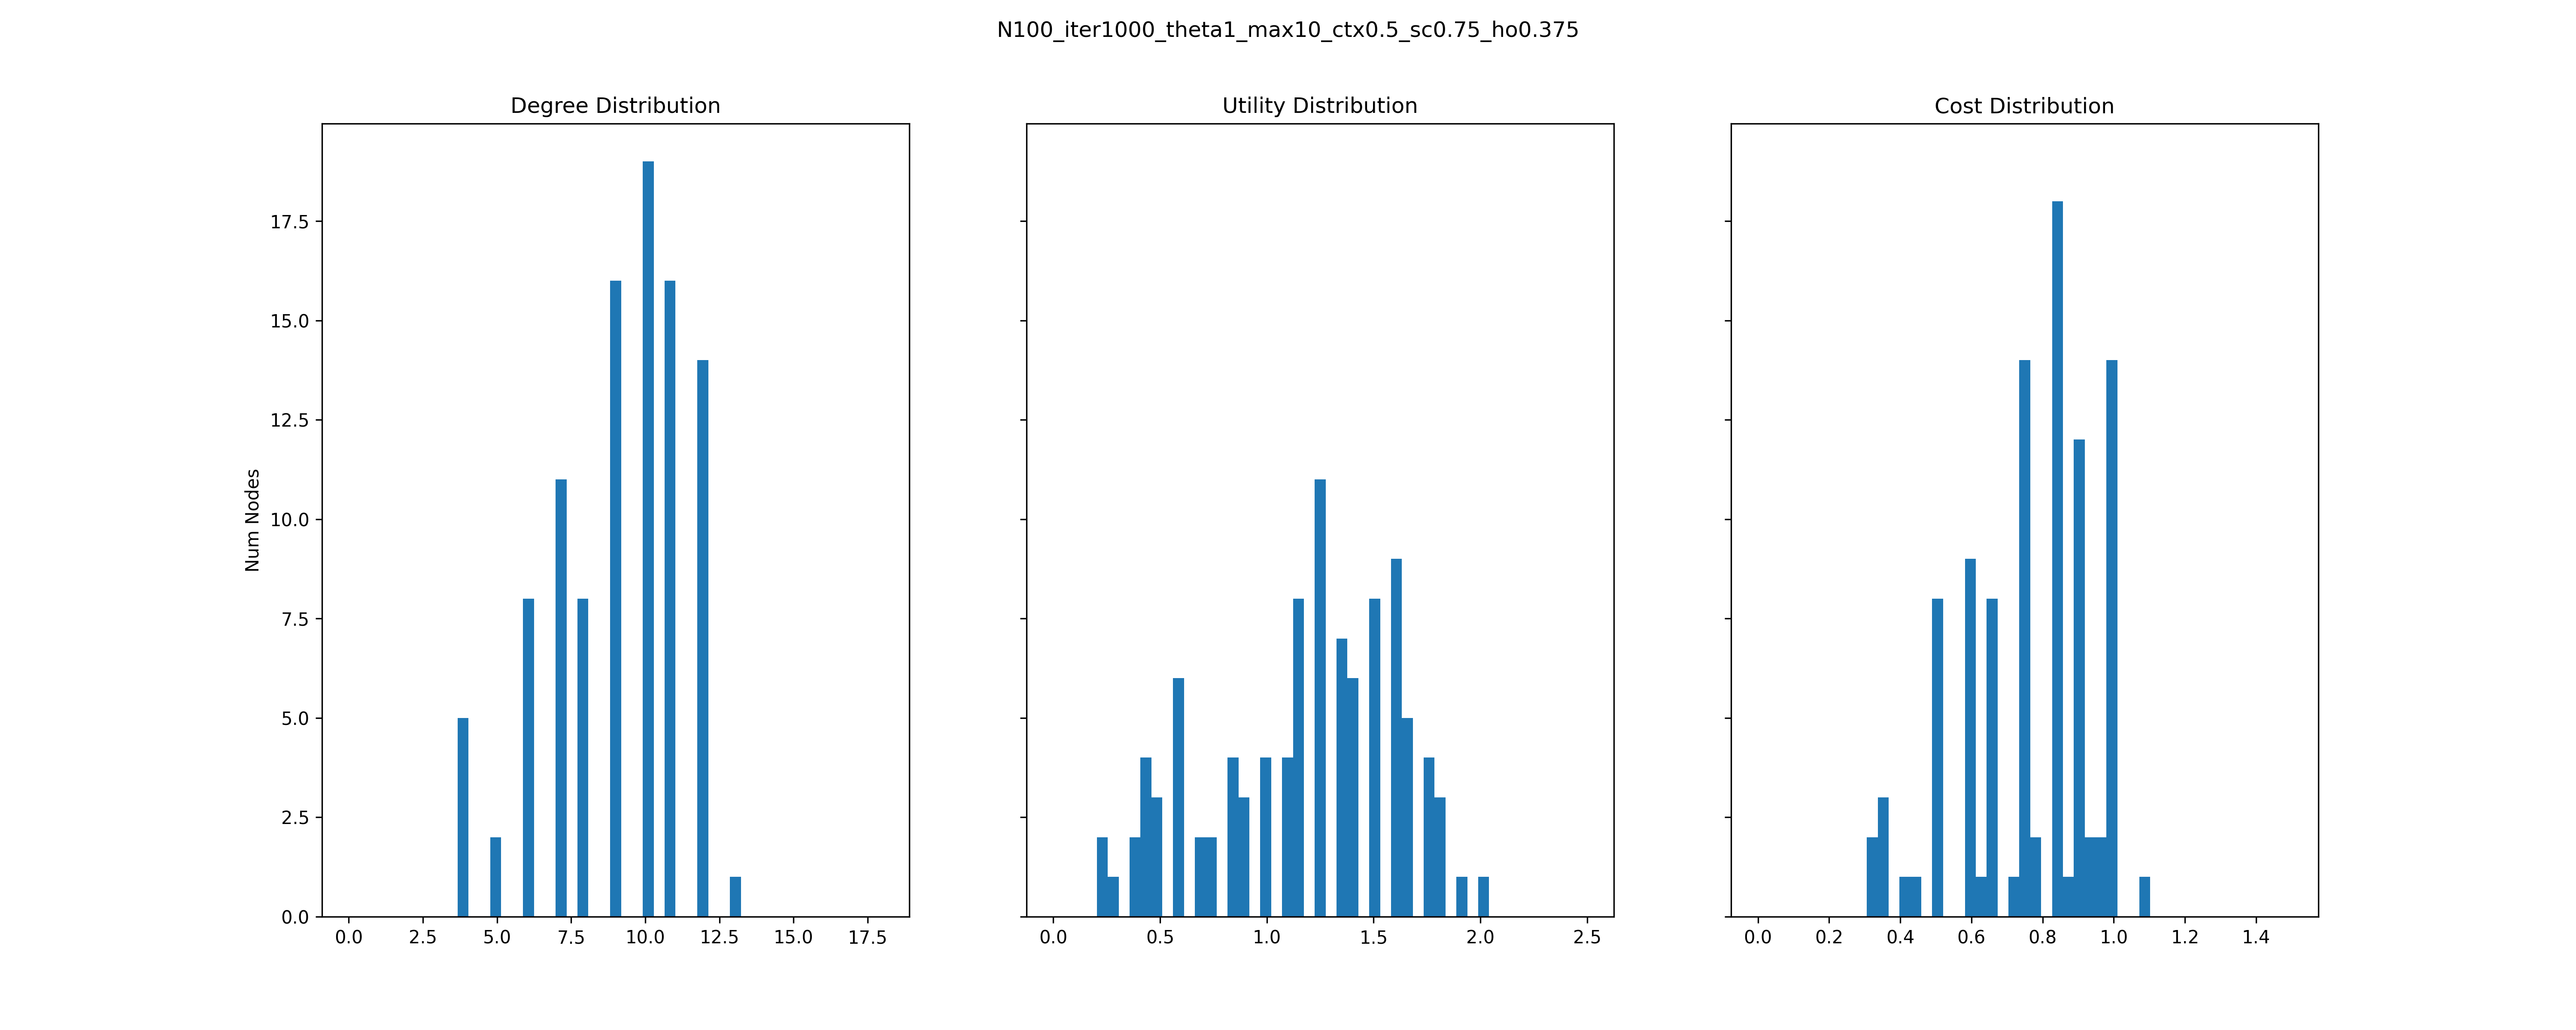 N100_iter1000_theta1_max10_ctx0.5_sc0.75_ho0.375
Degree Distribution
Utility Distribution
Cost Distribution
Num Nodes
17.5
15.0
12.5
10.0
7.5
5.0
2.5
0.0
0.0 2.5 5.0 7.5 10.0 12.5 15.0 17.5
0.0 0.5 1.0 1.5 2.0 2.5
0.0 0.2 0.4 0.6 0.8 1.0 1.2 1.4